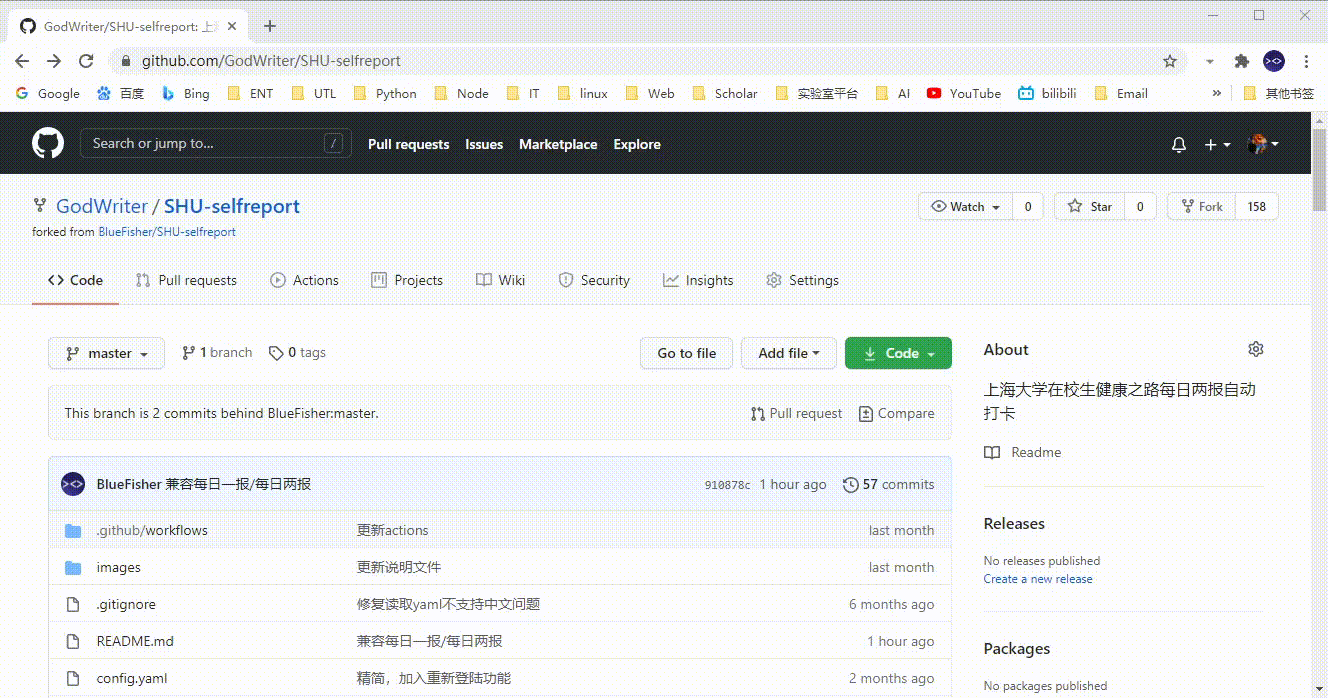 GodWriter/SHU-selfreport: 上
github.com/GodWriter/SHU-selfreport
Google 百度 Bing ENT UTL Python Node IT linux Web Scholar 实验室平台 AI YouTube bilibili Email » 其他书签
Search or jump to... / Pull requests Issues Marketplace Explore
GodWriter / SHU-selfreport Watch 0 Star 0 Fork 158
forked from BlueFisher/SHU-selfreport
Code Pull requests Actions Projects Wiki Security Insights Settings
master 1 branch 0 tags Go to file Add file Code
This branch is 2 commits behind BlueFisher:master. Pull request Compare
BlueFisher 兼容每日一报/每日两报 910878c 1 hour ago 57 commits
.github/workflows 更新actions last month
images 更新说明文件 last month
.gitignore 修复读取yaml不支持中文问题 6 months ago
README.md 兼容每日一报/每日两报 1 hour ago
config.yaml 精简，加入重新登陆功能 2 months ago
About
上海大学在校生健康之路每日两报自动
打卡
Readme
Releases
No releases published
Create a new release
Packages
No packages published